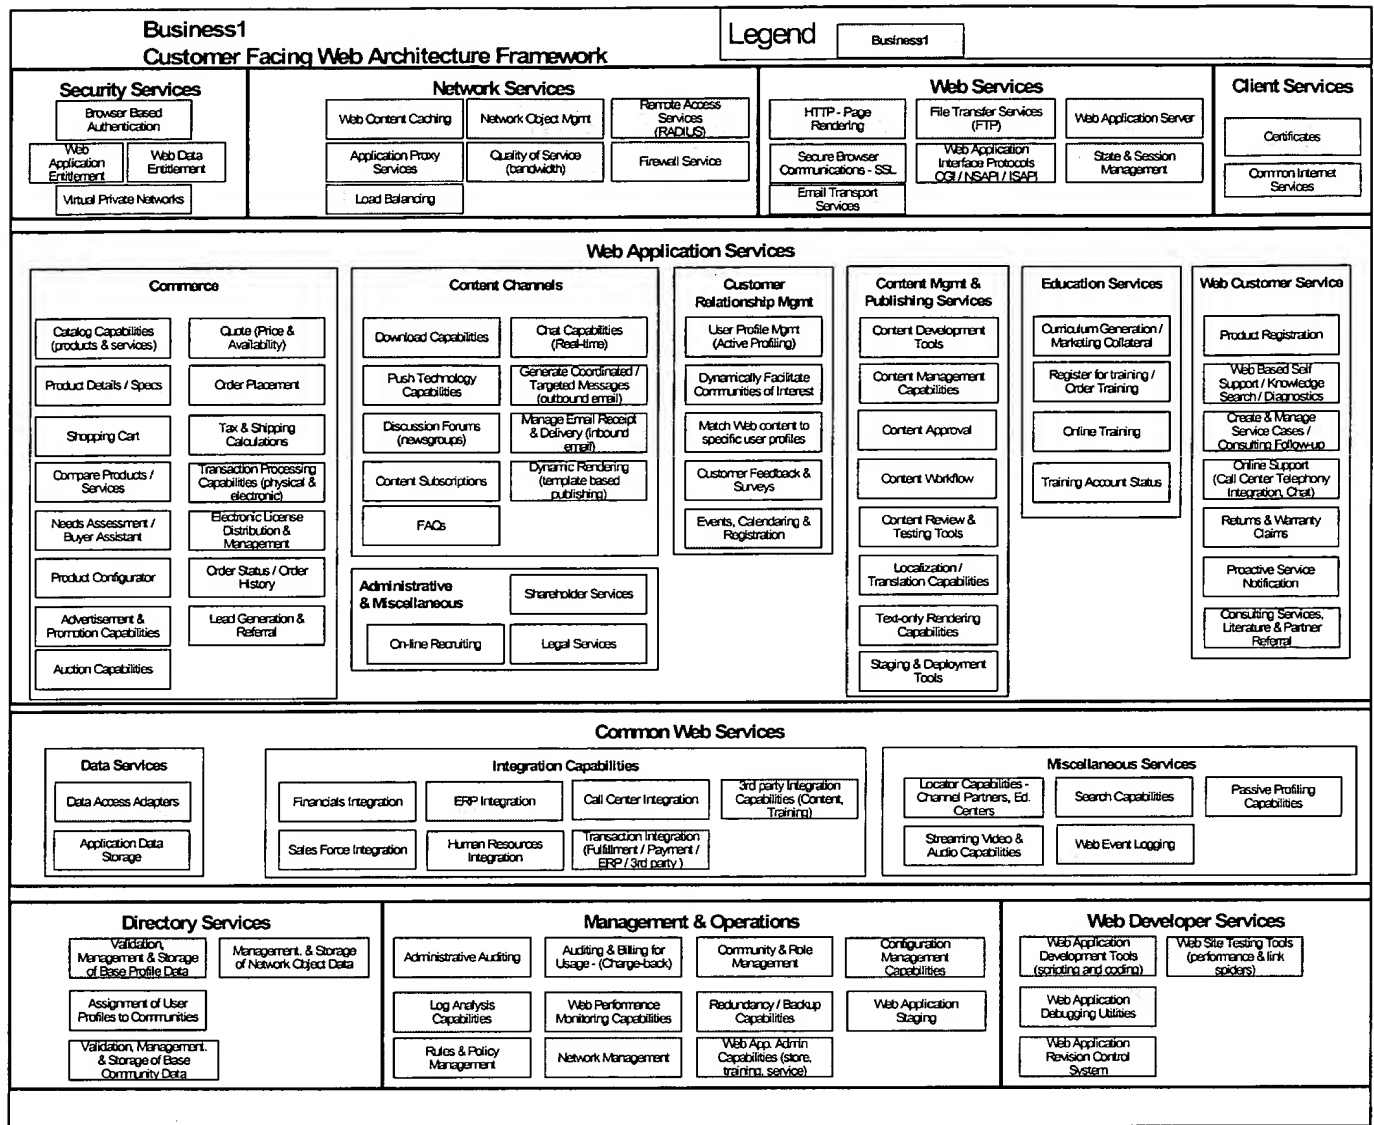 Business1
Customer Facing Web Architecture Framework
Legend
Business1
Security Services
Browser Based
Authentication
Web
Application
Entitlement
Web Data
Entitlement
Virtual Private Networks
Network Services
Web Content Caching
Network Object Mgmt
Remote Access
Services
(RADIUS)
Application Proxy
Services
Quality of Service
(bandwidth)
Firewall Service
Load Balancing
Web Services
HTTP - Page
Rendering
File Transfer Services
(FTP)
Web Application Server
Secure Browser
Communications - SSL
Web Application
Interface Protocols
CGI / NSAPI / ISAPI
State & Session
Management
Email Transport
Services
Client Services
Certificates
Common Internet
Services
Web Application Services
Commerce
Catalog Capabilities
(products & services)
Quote (Price &
Availability)
Product Details / Specs
Order Placement
Shopping Cart
Tax & Shipping
Calculations
Compare Products /
Services
Transaction Processing
Capabilities (physical &
electronic)
Needs Assessment /
Buyer Assistant
Electronic License
Distribution &
Management
Product Configurator
Order Status / Order
History
Advertisement &
Promotion Capabilities
Lead Generation &
Referral
Auction Capabilities
Content Channels
Download Capabilities
Chat Capabilities
(Real-time)
Push Technology
Capabilities
Generate Coordinated /
Targeted Messages
(outbound email)
Discussion Forums
(newsgroups)
Manage Email Receipt
& Delivery (inbound
email)
Content Subscriptions
Dynamic Rendering
(template based
publishing)
FAQs
Administrative
& Miscellaneous
Shareholder Services
On-line Recruiting
Legal Services
Customer
Relationship Mgmt
User Profile Mgmt
(Active Profiling)
Dynamically Facilitate
Communities of Interest
Match Web content to
specific user profiles
Customer Feedback &
Surveys
Events, Calendaring &
Registration
Content Mgmt &
Publishing Services
Content Development
Tools
Content Management
Capabilities
Content Approval
Content Workflow
Content Review &
Testing Tools
Localization /
Translation Capabilities
Text-only Rendering
Capabilities
Staging & Deployment
Tools
Education Services
Curriculum Generation /
Marketing Collateral
Register for training /
Order Training
Online Training
Training Account Status
Web Customer Service
Product Registration
Web Based Self
Support / Knowledge
Search / Diagnostics
Create & Manage
Service Cases /
Consulting Follow-up
Online Support
(Call Center Telephony
Integration, Chat)
Returns & Warranty
Claims
Proactive Service
Notification
Consulting Services,
Literature & Partner
Referral
Common Web Services
Data Services
Data Access Adapters
Application Data
Storage
Integration Capabilities
Financials Integration
ERP Integration
Call Center Integration
3rd party Integration
Capabilities (Content,
Training)
Sales Force Integration
Human Resources
Integration
Transaction Integration
(Fulfillment / Payment /
ERP / 3rd party )
Miscellaneous Services
Locator Capabilities -
Channel Partners, Ed.
Centers
Search Capabilities
Passive Profiling
Capabilities
Streaming Video &
Audio Capabilities
Web Event Logging
Directory Services
Validation,
Management & Storage
of Base Profile Data
Management. & Storage
of Network Object Data
Assignment of User
Profiles to Communities
Validation, Management.
& Storage of Base
Community Data
Management & Operations
Administrative Auditing
Auditing & Billing for
Usage - (Charge-back)
Community & Role
Management
Configuration
Management
Capabilities
Log Analysis
Capabilities
Web Performance
Monitoring Capabilities
Redundancy / Backup
Capabilities
Web Application
Staging
Rules & Policy
Management
Network Management
Web App. Admin
Capabilities (store,
training, service)
Web Developer Services
Web Application
Development Tools
(scripting and coding)
Web Site Testing Tools
(performance & link
spiders)
Web Application
Debugging Utilities
Web Application
Revision Control
System